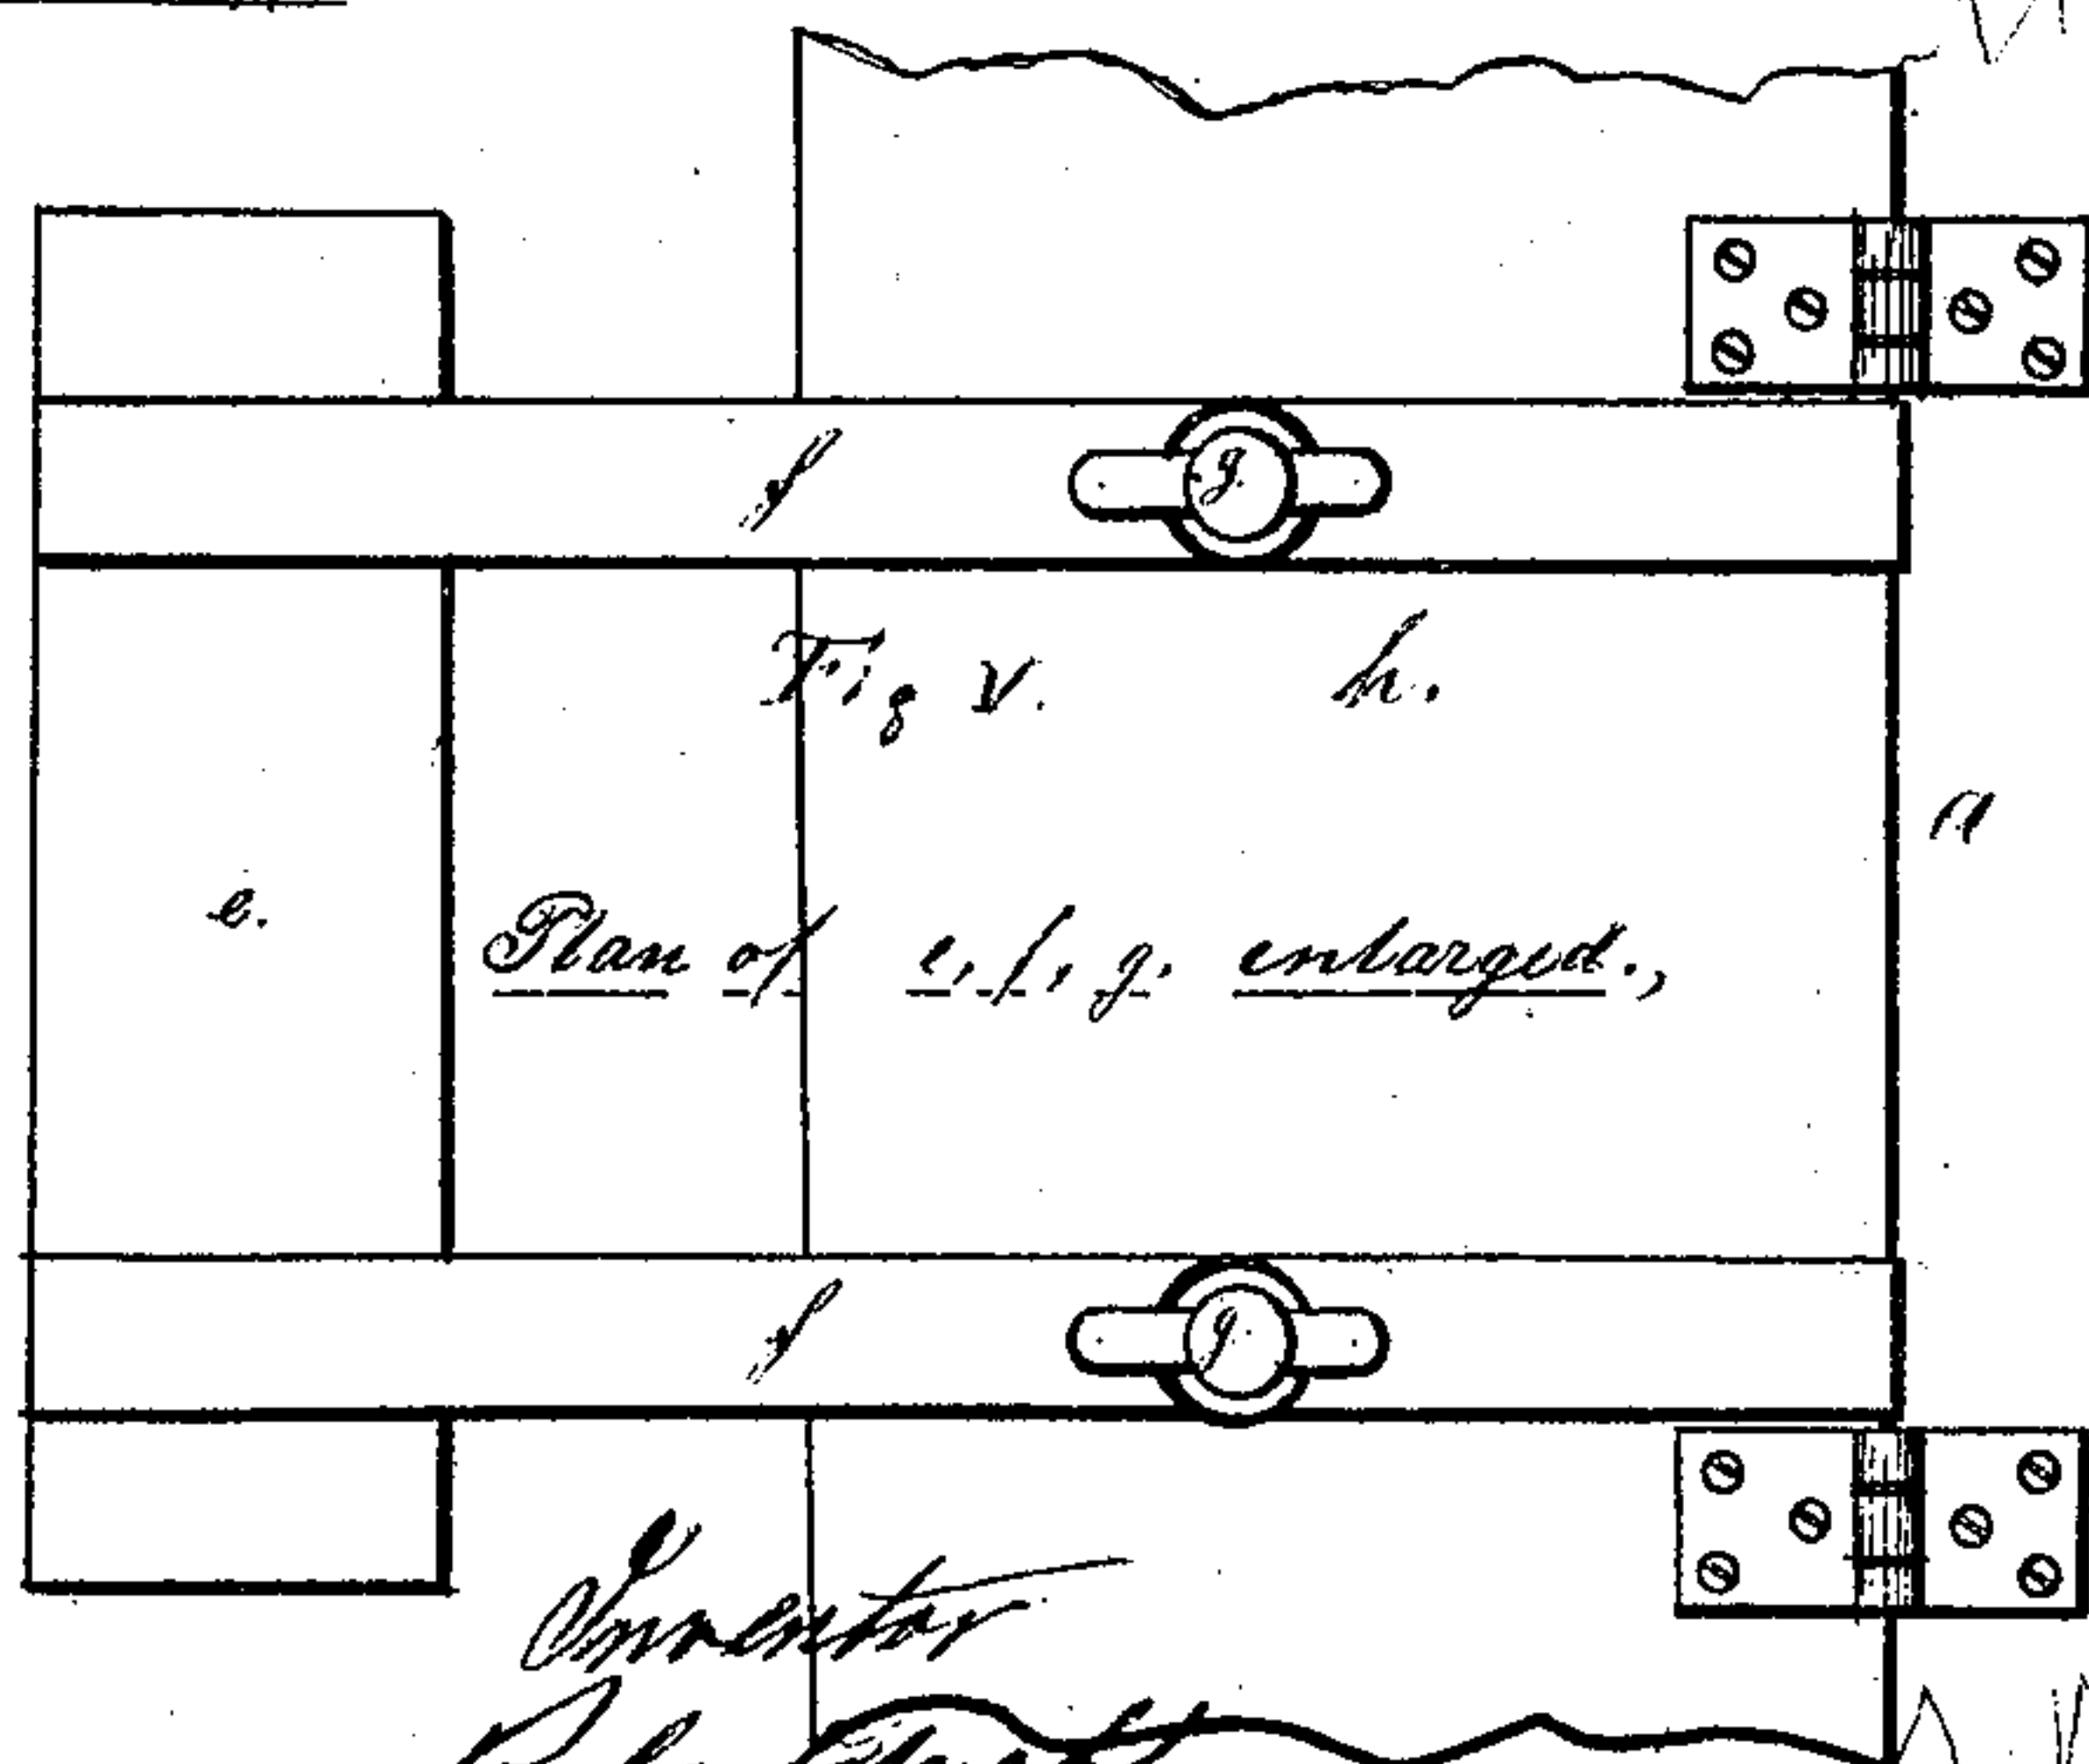 f
g.
Fig V. h.
a
e.
Plan of e, f, g. enlarged.,
f
g.
Inventor